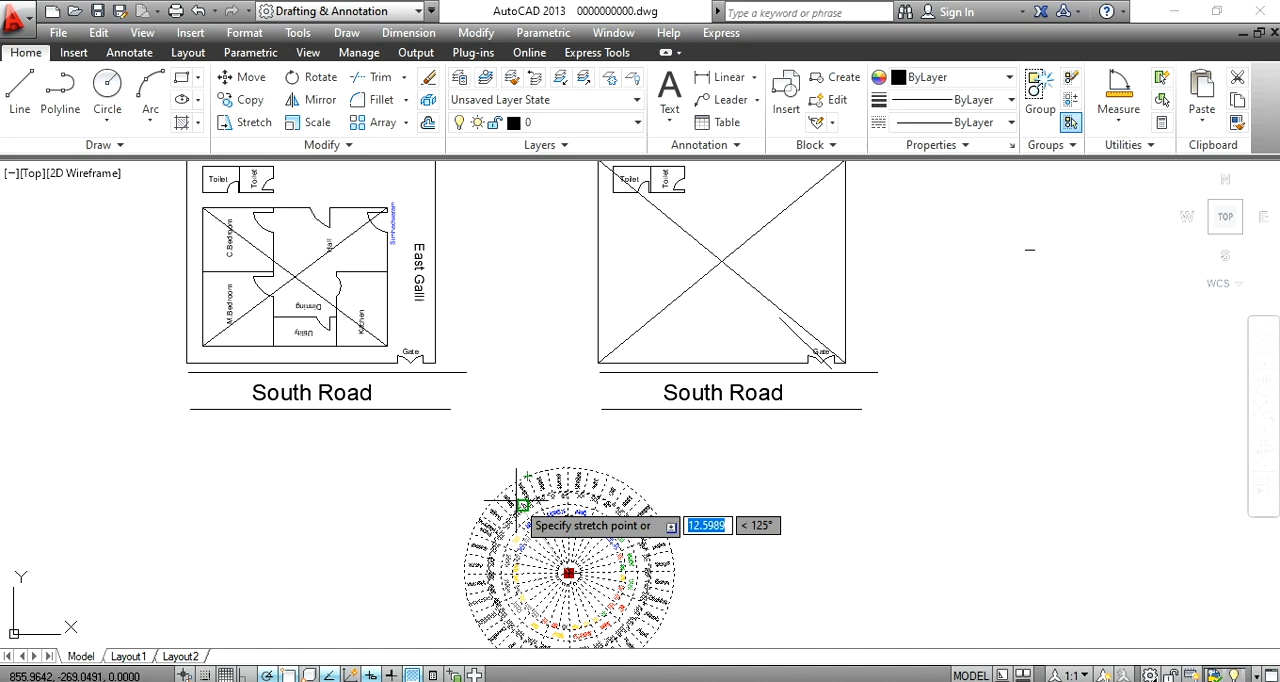 Drafting & Annotation
AutoCAD 2013 0000000000.dwg
Type a keyword or phrase
Sign In
File Edit View Insert Format Tools Draw Dimension Modify Parametric Window Help Express
Home Insert Annotate Layout Parametric View Manage Output Plug-ins Online Express Tools
Line Polyline Circle Arc
Move Rotate Trim
Copy Mirror Fillet
Stretch Scale Array
Unsaved Layer State
0
Text
Linear
Leader
Table
Insert
Create
Edit
ByLayer
ByLayer
ByLayer
Group
Measure
Paste
Draw Modify Layers Annotation Block Properties Groups Utilities Clipboard
[−][Top][2D Wireframe]
N
W TOP E
S
WCS
Toilet Toilet
C.Bedroom
Hall
Simhadwaram
East Galli
M.Bedroom
Dinning
Utility
Kitchen
Gate
South Road
Toilet Toilet
Gate
South Road
Specify stretch point or 12.5989 < 125°
Y
X
Model Layout1 Layout2
855.9642, -269.0491, 0.0000
MODEL
1:1